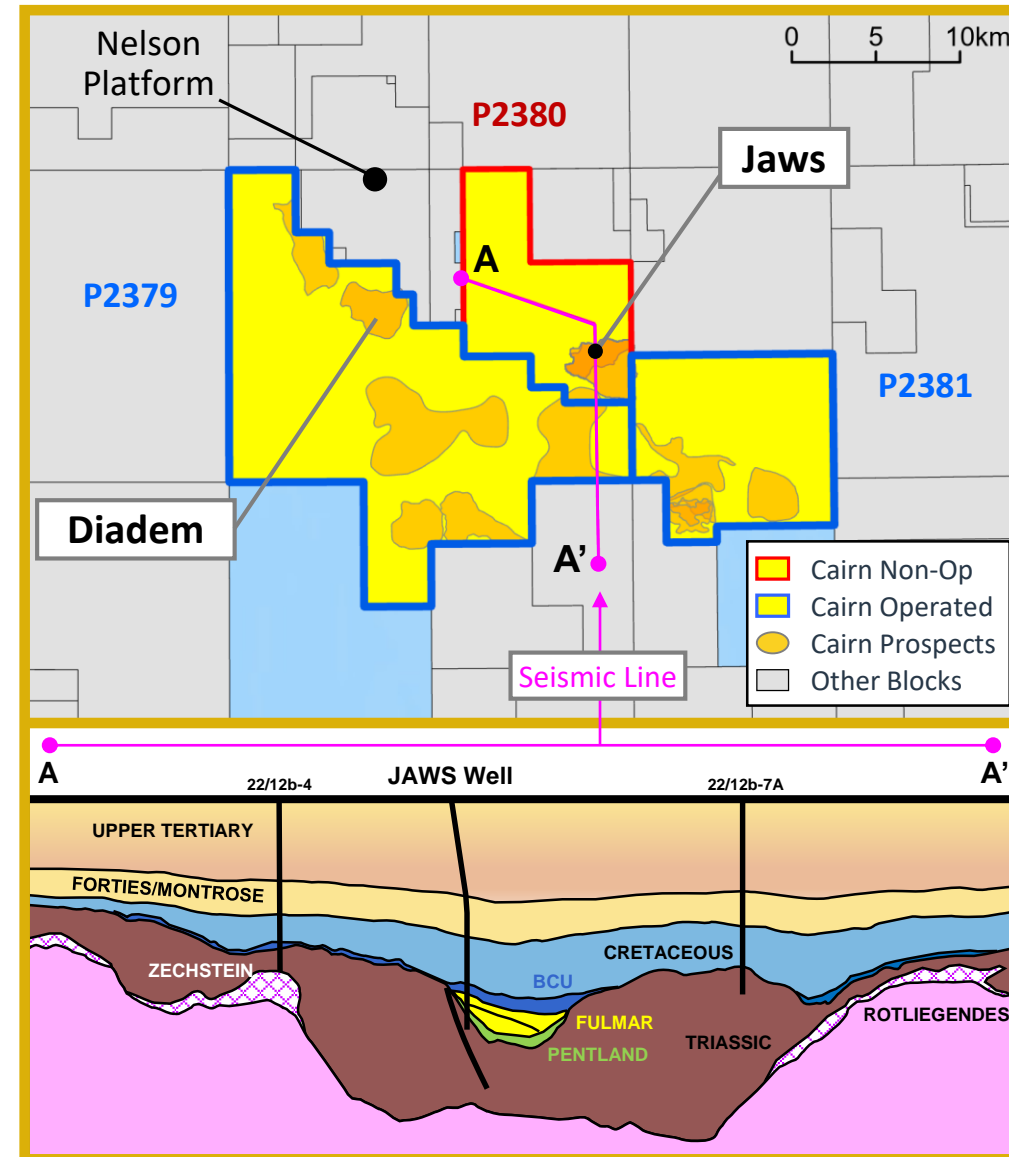 Nelson
Platform
0 5 10km
P2380
Jaws
A
P2379
P2381
Diadem
A’
Cairn Non-Op
Cairn Operated
Cairn Prospects
Other Blocks
Seismic Line
A
A’
22/12b-4
JAWS Well
22/12b-7A
UPPER TERTIARY
FORTIES/MONTROSE
CRETACEOUS
ZECHSTEIN
BCU
ROTLIEGENDES
FULMAR
TRIASSIC
PENTLAND